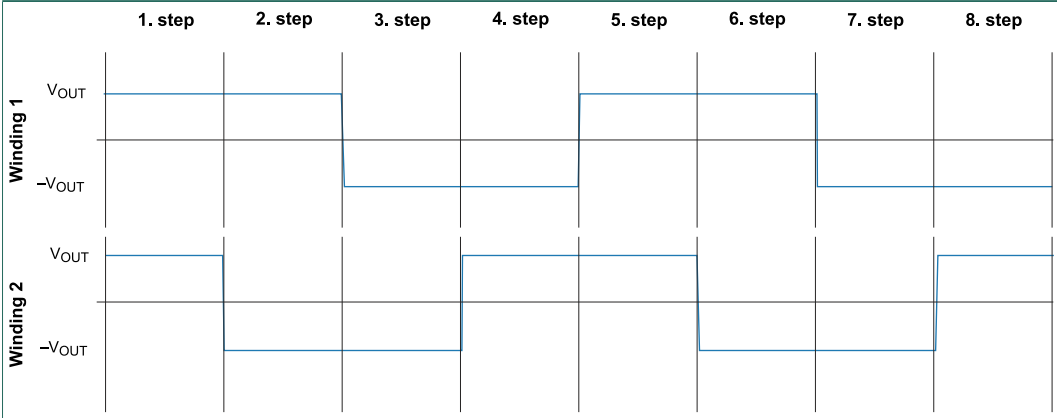 1. step 2. step 3. step 4. step 5. step 6. step 7. step 8. step
Winding 1
VOUT
–VOUT
Winding 2
VOUT
–VOUT